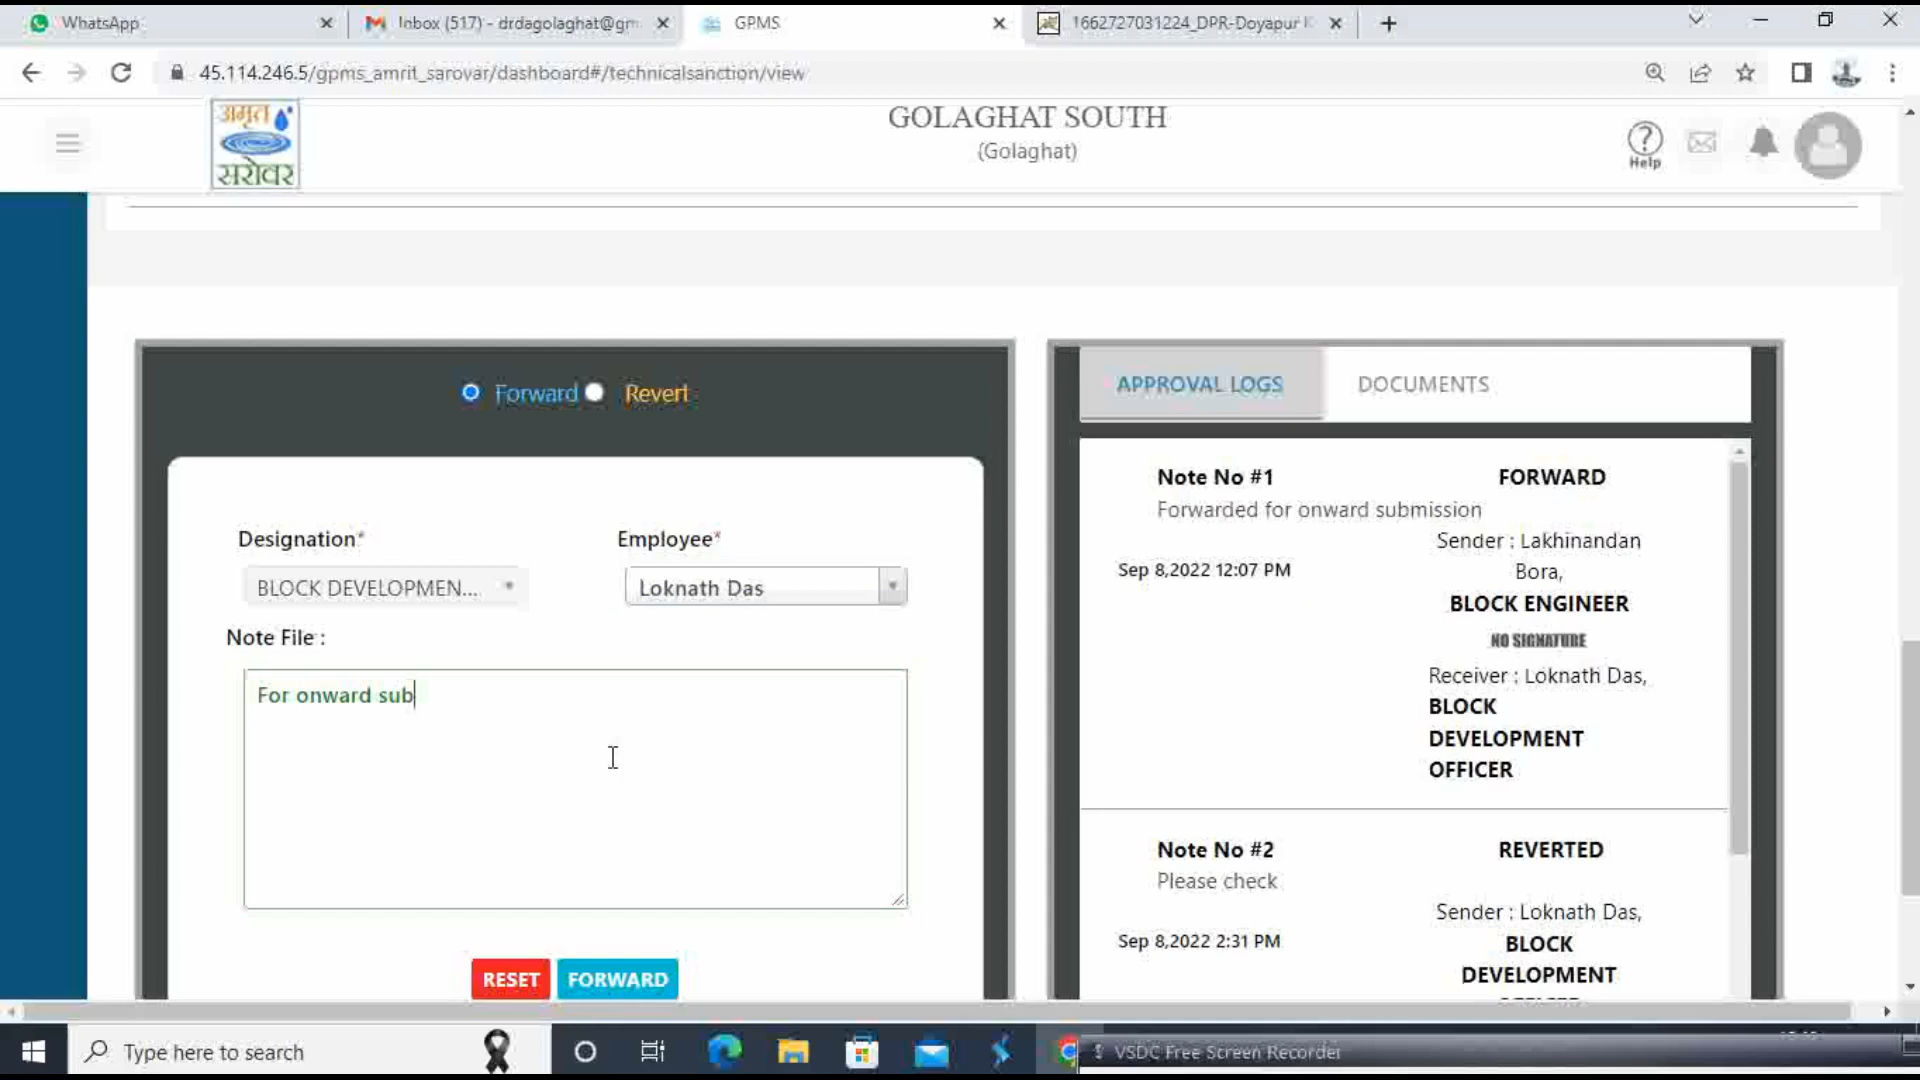 WhatsApp
Inbox (517) - drdagolaghat@gm
GPMS
1662727031224_DPR-Doyapur
45.114.246.5/gpms_amrit_sarovar/dashboard#/technicalsanction/view
अमृत
सरोवर
GOLAGHAT SOUTH
(Golaghat)
Help
Forward
Revert
Designation*
Employee*
BLOCK DEVELOPMEN...
Loknath Das
Note File :
For onward sub
RESET
FORWARD
APPROVAL LOGS
DOCUMENTS
Note No #1
FORWARD
Forwarded for onward submission
Sender : Lakhinandan
Bora,
Sep 8,2022 12:07 PM
BLOCK ENGINEER
NO SIGNATURE
Receiver : Loknath Das,
BLOCK
DEVELOPMENT
OFFICER
Note No #2
REVERTED
Please check
Sender : Loknath Das,
Sep 8,2022 2:31 PM
BLOCK
DEVELOPMENT
Type here to search
VSDC Free Screen Recorder